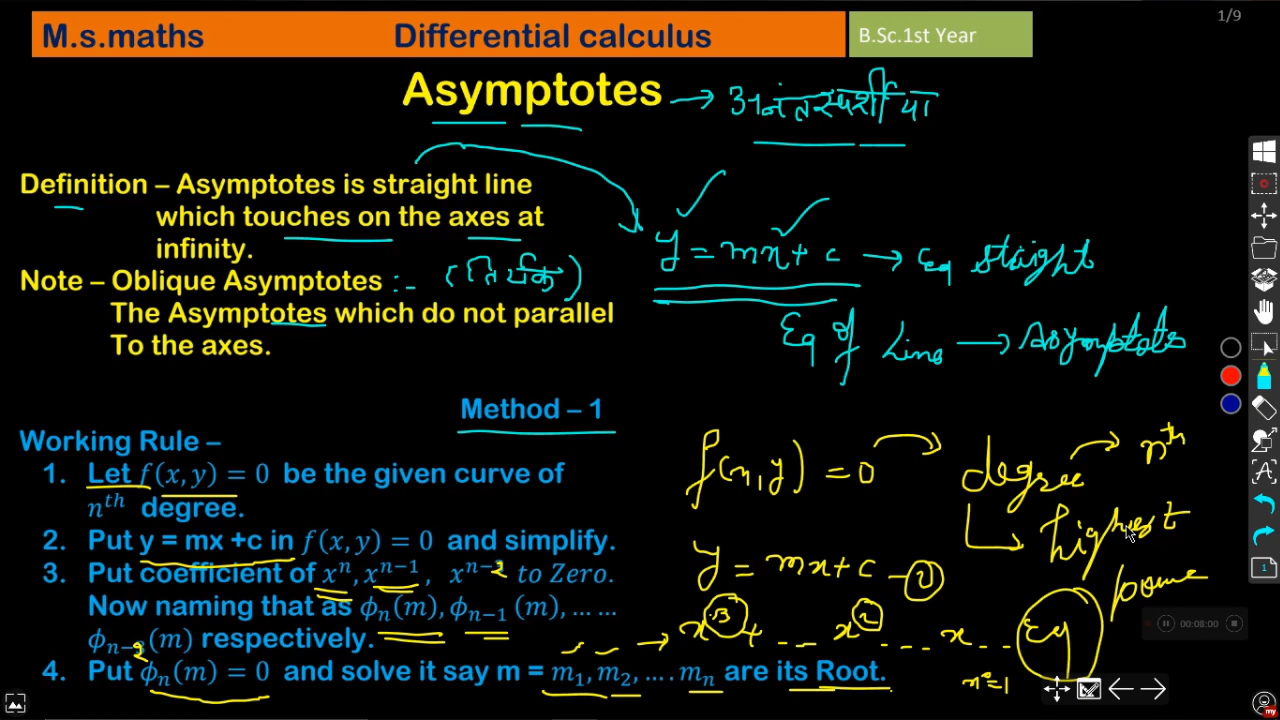 1/9
M.s.maths Differential calculus B.Sc.1st Year
Asymptotes → अनंतस्पर्शीया
Definition – Asymptotes is straight line
which touches on the axes at
infinity.
y = mx + c → Eq straight
Note – Oblique Asymptotes :- (तिर्यक)
The Asymptotes which do not parallel
To the axes.
Eq of Line → Asymptots
Method – 1
Working Rule –
1. Let f(x, y) = 0 be the given curve of
nᵗʰ degree.
f(x,y) = 0 → degree → nth
highest
power
2. Put y = mx +c in f(x, y) = 0 and simplify.
y = mx + c
3. Put coefficient of xⁿ, xⁿ⁻¹, xⁿ⁻² to Zero.
Now naming that as ϕₙ(m), ϕₙ₋₁ (m), … …
ϕₙ₋₂(m) respectively.
→ x³ + ... x² ... x ... Eq
x⁰=1
4. Put ϕₙ(m) = 0 and solve it say m = m₁, m₂, … . mₙ are its Root.
00:08:00
1